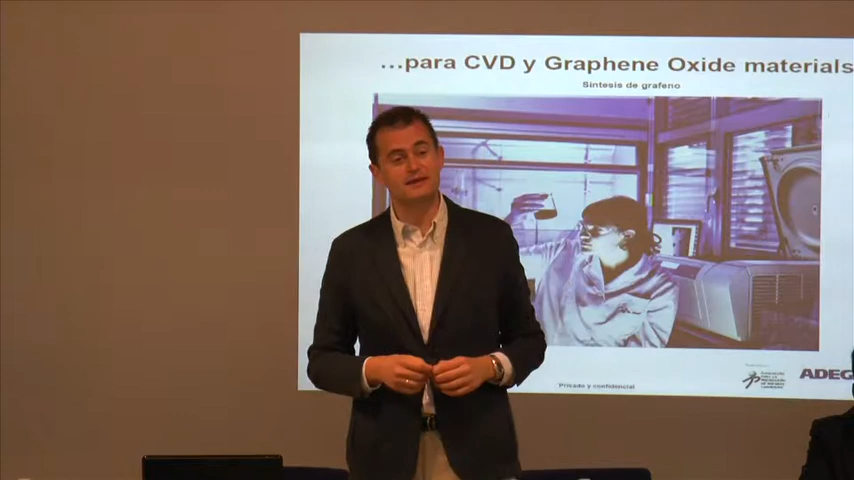 ...para CVD y Graphene Oxide materials
Síntesis de grafeno
Privado y confidencial
ADEG